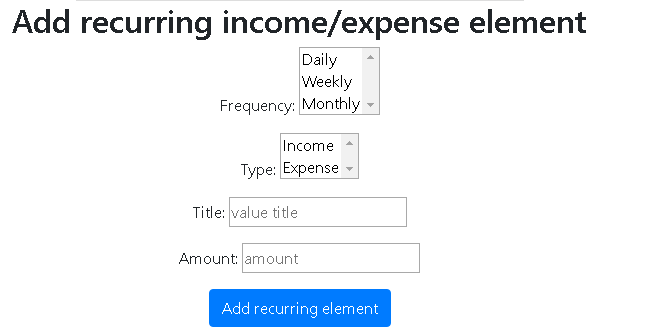 Add recurring income/expense element
Daily
Weekly
Frequency: Monthly
Income
Type: Expense
Title: value title
Amount: amount
Add recurring element